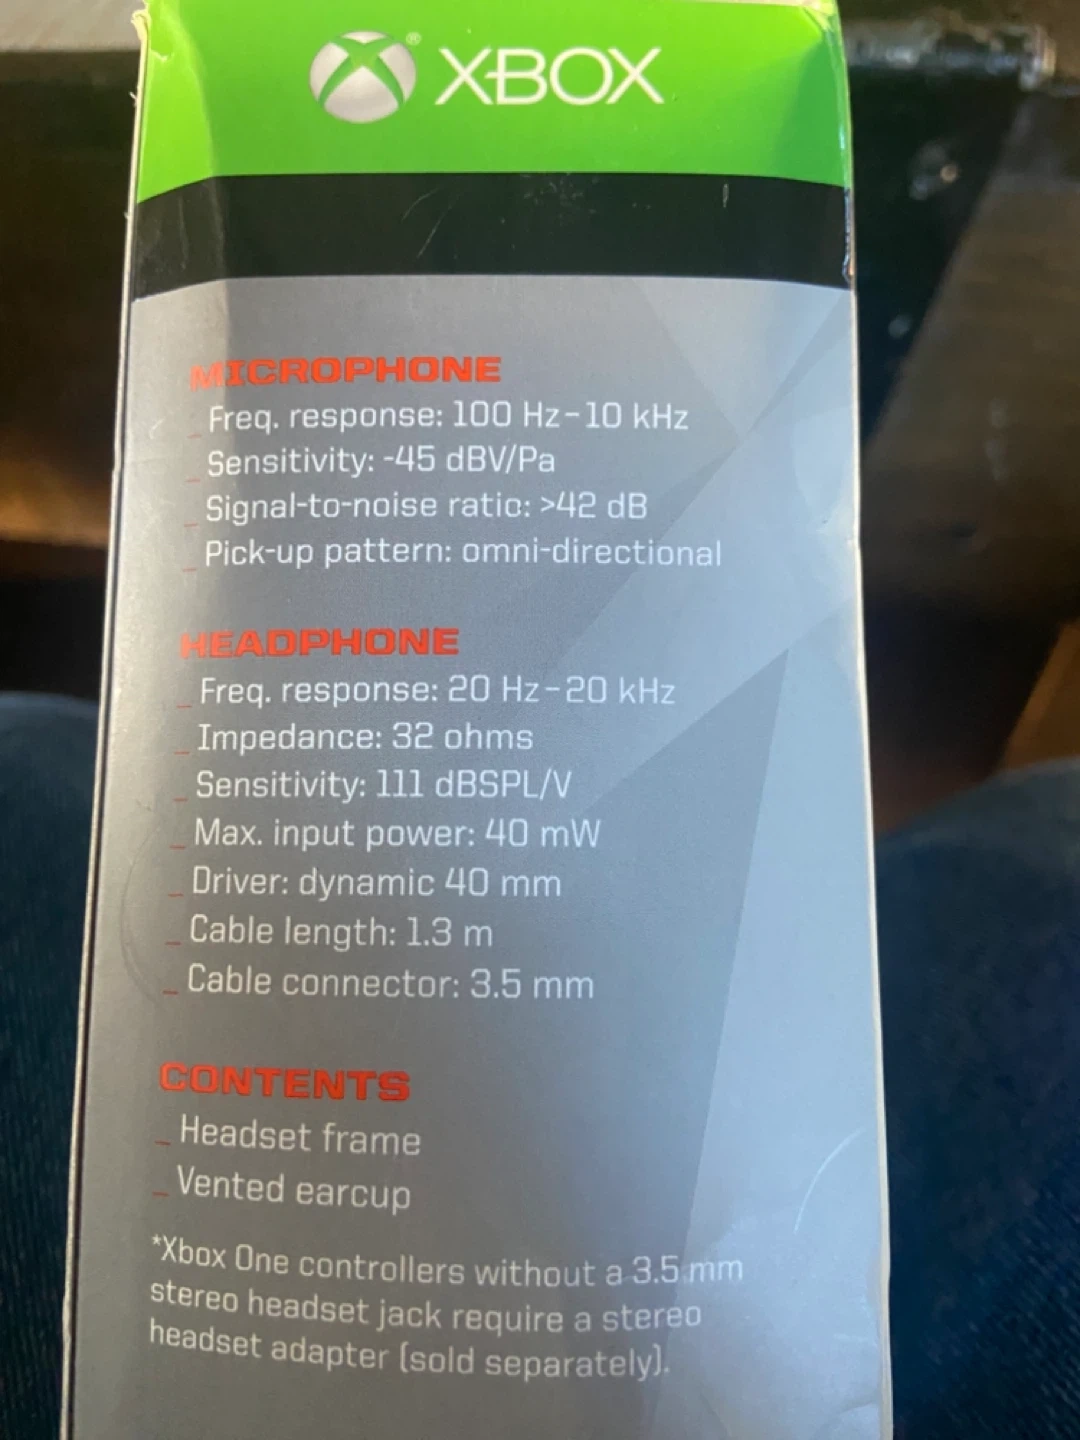 XBOX
MICROPHONE
_ Freq. response: 100 Hz–10 kHz
_ Sensitivity: -45 dBV/Pa
_ Signal-to-noise ratio: >42 dB
_ Pick-up pattern: omni-directional
HEADPHONE
_ Freq. response: 20 Hz–20 kHz
_ Impedance: 32 ohms
_ Sensitivity: 111 dBSPL/V
_ Max. input power: 40 mW
_ Driver: dynamic 40 mm
_ Cable length: 1.3 m
_ Cable connector: 3.5 mm
CONTENTS
_ Headset frame
_ Vented earcup
*Xbox One controllers without a 3.5 mm
stereo headset jack require a stereo
headset adapter (sold separately).